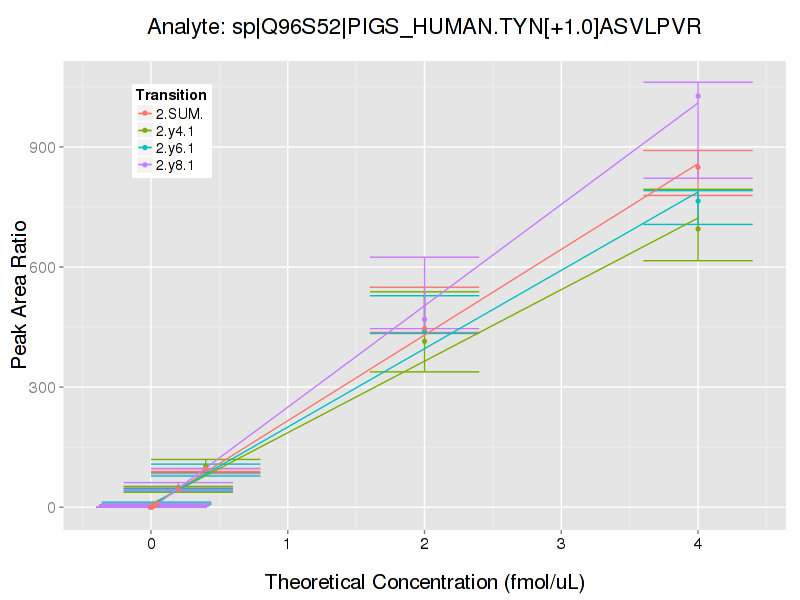 Analyte: sp|Q96S52|PIGS_HUMAN.TYN[+1.0]ASVLPVR
Transition
2.SUM.
2.y4.1
2.y6.1
2.y8.1
Peak Area Ratio
900
600
300
0
0 1 2 3 4
Theoretical Concentration (fmol/uL)